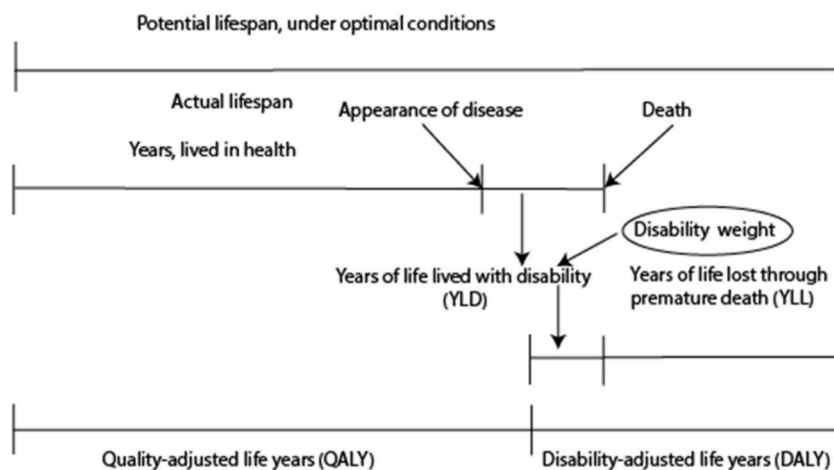 Potential lifespan, under optimal conditions
Actual lifespan
Appearance of disease
Death
Years, lived in health
Disability weight
Years of life lived with disability
(YLD)
Years of life lost through
premature death (YLL)
Quality-adjusted life years (QALY)
Disability-adjusted life years (DALY)